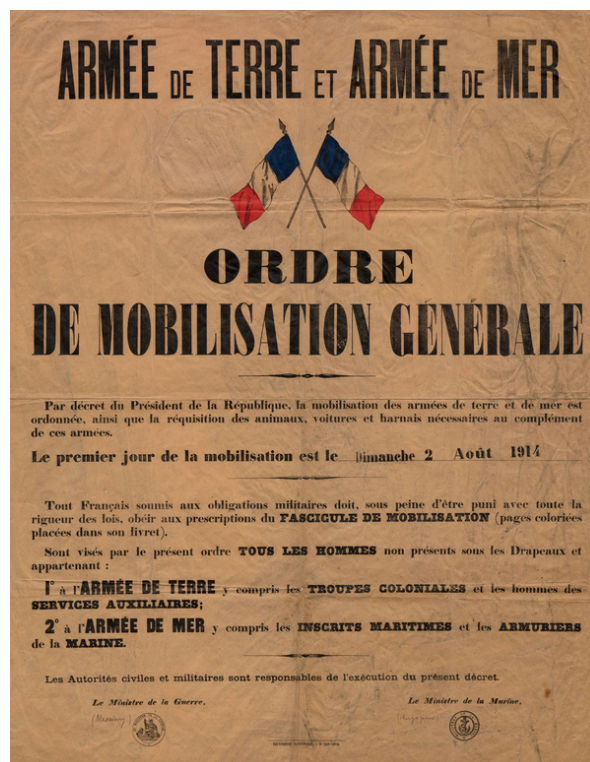 ARMÉE DE TERRE ET ARMÉE DE MER
ORDRE
DE MOBILISATION GÉNÉRALE
Par décret du Président de la République, la mobilisation des armées de terre et de mer est
ordonnée, ainsi que la réquisition des animaux, voitures et harnais nécessaires au complément
de ces armées.
Le premier jour de la mobilisation est le Dimanche 2 Août 1914
Tout Français soumis aux obligations militaires doit, sous peine d'être puni avec toute la
rigueur des lois, obéir aux prescriptions du FASCICULE DE MOBILISATION (pages coloriées
placées dans son livret).
Sont visés par le présent ordre TOUS LES HOMMES non présents sous les Drapeaux et
appartenant :
1° à l'ARMÉE DE TERRE y compris les TROUPES COLONIALES et les hommes des
SERVICES AUXILIAIRES;
2° à l'ARMÉE DE MER y compris les INSCRITS MARITIMES et les ARMURIERS
de la MARINE.
Les Autorités civiles et militaires sont responsables de l'exécution du présent décret.
Le Ministre de la Guerre,
Le Ministre de la Marine,